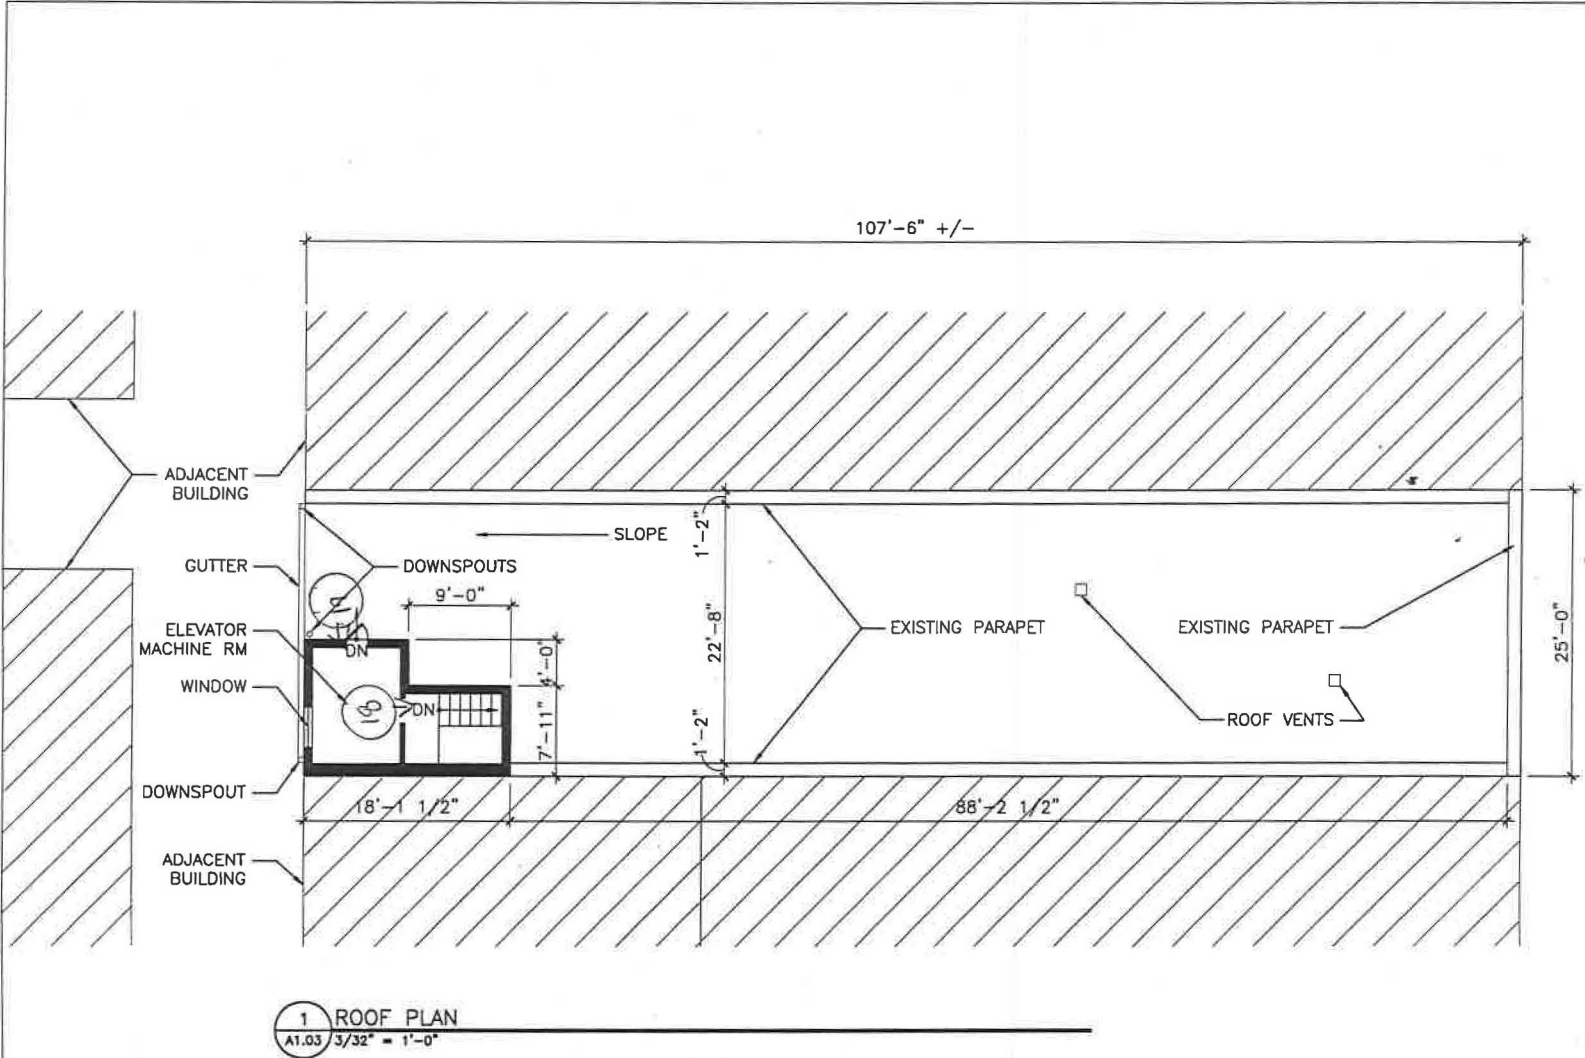 107'-6" +/-
ADJACENT
BUILDING
SLOPE
1'-2"
GUTTER
DOWNSPOUTS
9'-0"
19
ELEVATOR
MACHINE RM
DN
4'-0"
22'-8"
EXISTING PARAPET
EXISTING PARAPET
25'-0"
WINDOW
18
DN
7'-11"
1'-2"
ROOF VENTS
DOWNSPOUT
18'-1 1/2"
88'-2 1/2"
ADJACENT
BUILDING
1
ROOF PLAN
A1.03
3/32" = 1'-0"